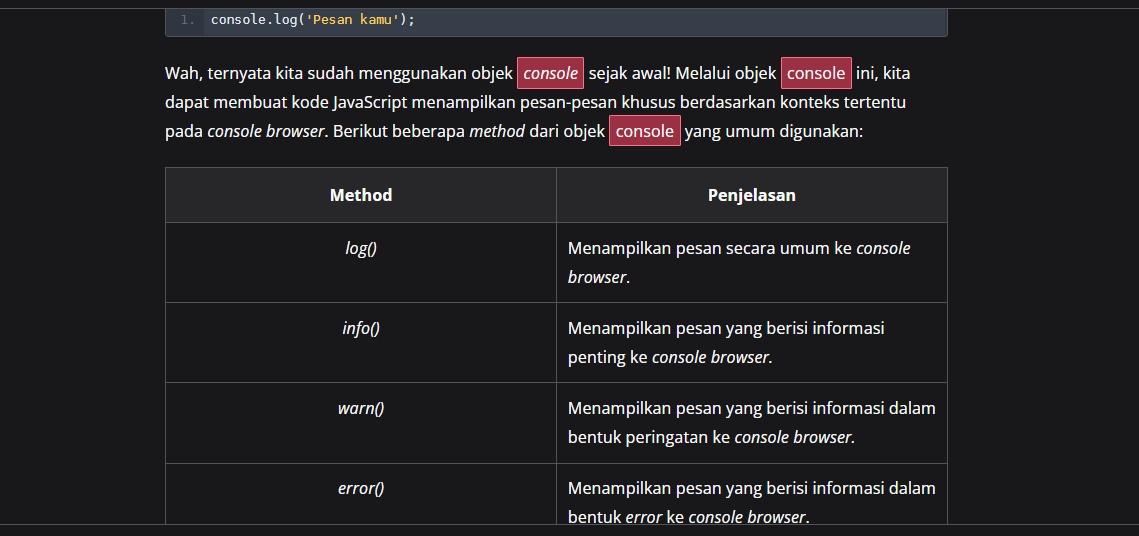 1. console.log('Pesan kamu');
Wah, ternyata kita sudah menggunakan objek console sejak awal! Melalui objek console ini, kita
dapat membuat kode JavaScript menampilkan pesan-pesan khusus berdasarkan konteks tertentu
pada console browser. Berikut beberapa method dari objek console yang umum digunakan:
Method Penjelasan
log() Menampilkan pesan secara umum ke console
browser.
info() Menampilkan pesan yang berisi informasi
penting ke console browser.
warn() Menampilkan pesan yang berisi informasi dalam
bentuk peringatan ke console browser.
error() Menampilkan pesan yang berisi informasi dalam
bentuk error ke console browser.